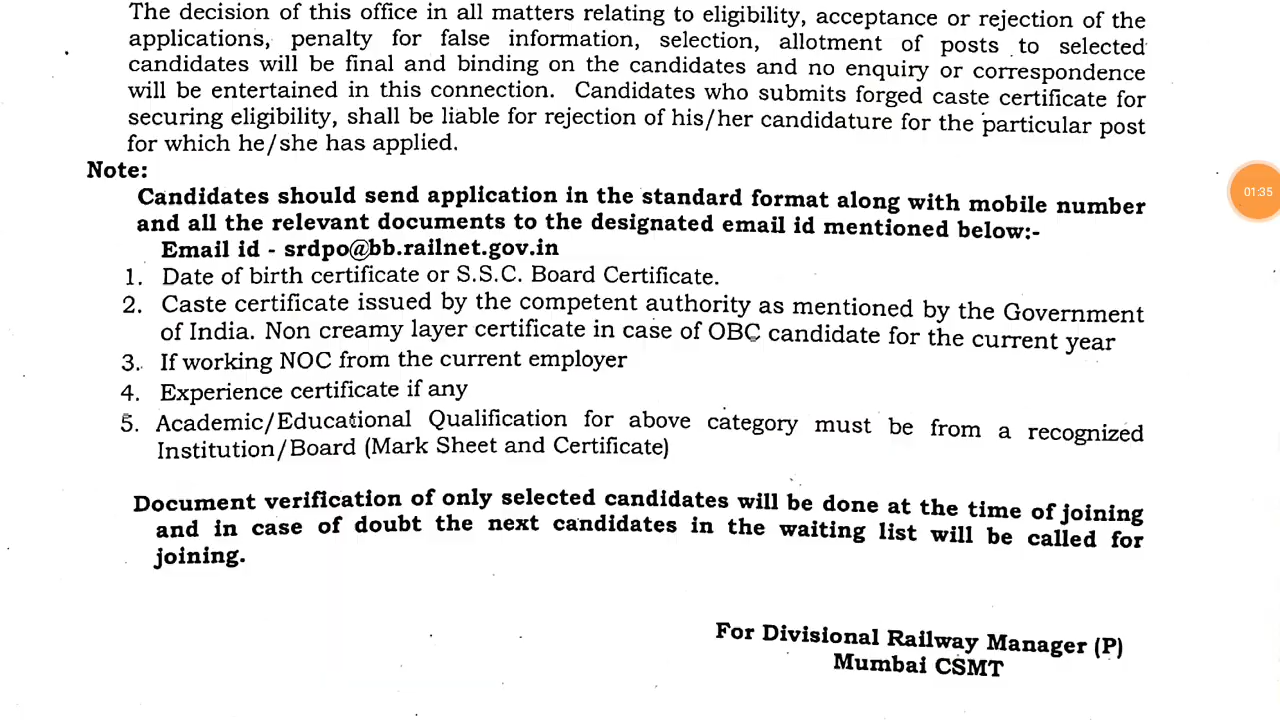 The decision of this office in all matters relating to eligibility, acceptance or rejection of the
applications, penalty for false information, selection, allotment of posts to selected
candidates will be final and binding on the candidates and no enquiry or correspondence
will be entertained in this connection. Candidates who submits forged caste certificate for
securing eligibility, shall be liable for rejection of his/her candidature for the particular post
for which he/she has applied.
Note:
Candidates should send application in the standard format along with mobile number
and all the relevant documents to the designated email id mentioned below:-
Email id - srdpo@bb.railnet.gov.in
1. Date of birth certificate or S.S.C. Board Certificate.
2. Caste certificate issued by the competent authority as mentioned by the Government
of India. Non creamy layer certificate in case of OBC candidate for the current year
3. If working NOC from the current employer
4. Experience certificate if any
5. Academic/Educational Qualification for above category must be from a recognized
Institution/Board (Mark Sheet and Certificate)
Document verification of only selected candidates will be done at the time of joining
and in case of doubt the next candidates in the waiting list will be called for
joining.
For Divisional Railway Manager (P)
Mumbai CSMT
01:35